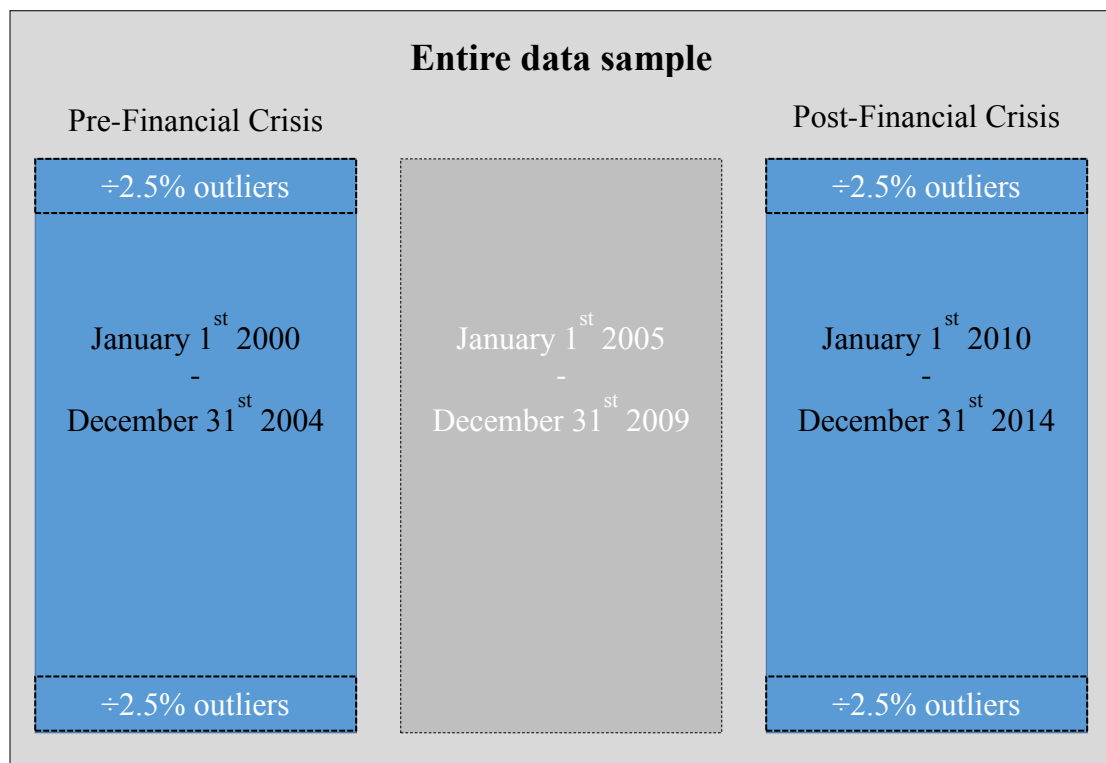 Entire data sample
Pre-Financial Crisis
÷2.5% outliers
January 1st 2000
-
December 31st 2004
÷2.5% outliers
January 1st 2005
-
December 31st 2009
Post-Financial Crisis
÷2.5% outliers
January 1st 2010
-
December 31st 2014
÷2.5% outliers